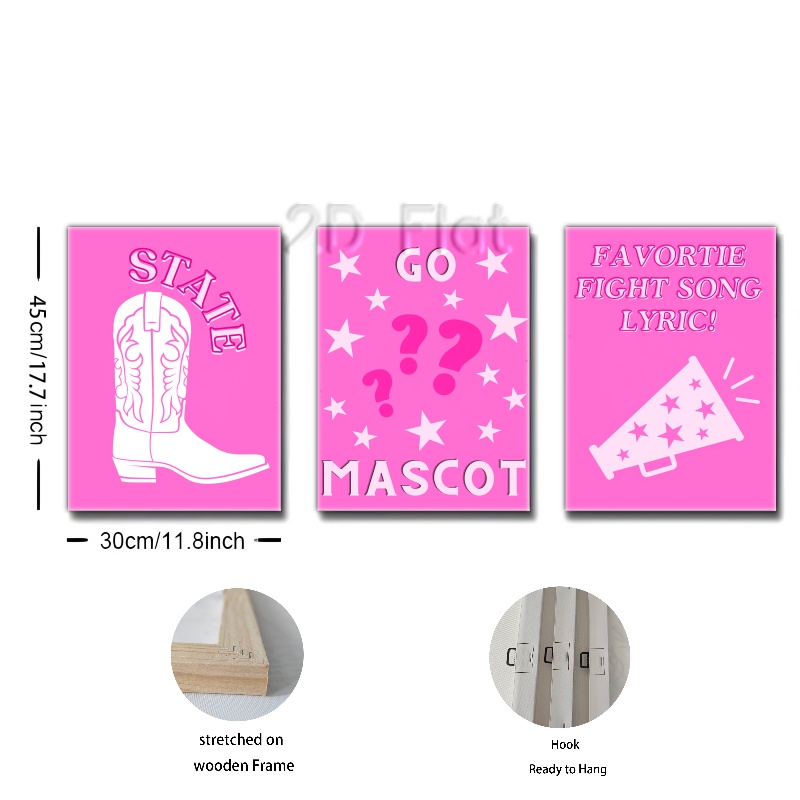 2D Flat
STATE
GO
MASCOT
???
FAVORTIE
FIGHT SONG
LYRIC!
45cm/17.7inch
30cm/11.8inch
stretched on
wooden Frame
Hook
Ready to Hang